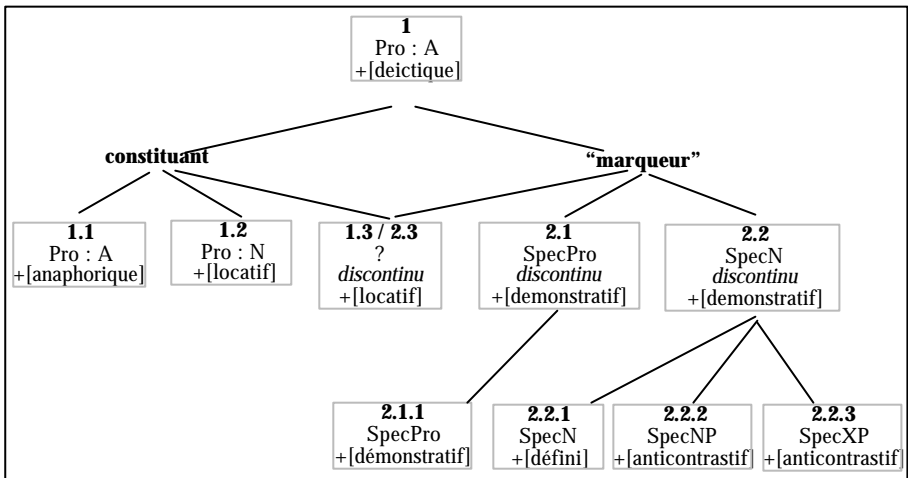 1
Pro : A
+[deictique]
constituant
“marqueur”
1.1
Pro : A
+[anaphorique]
1.2
Pro : N
+[locatif]
1.3 / 2.3
?
discontinu
+[locatif]
2.1
SpecPro
discontinu
+[demonstratif]
2.2
SpecN
discontinu
+[demonstratif]
2.1.1
SpecPro
+[démonstratif]
2.2.1
SpecN
+[défini]
2.2.2
SpecNP
+[anticontrastif]
2.2.3
SpecXP
+[anticontrastif]